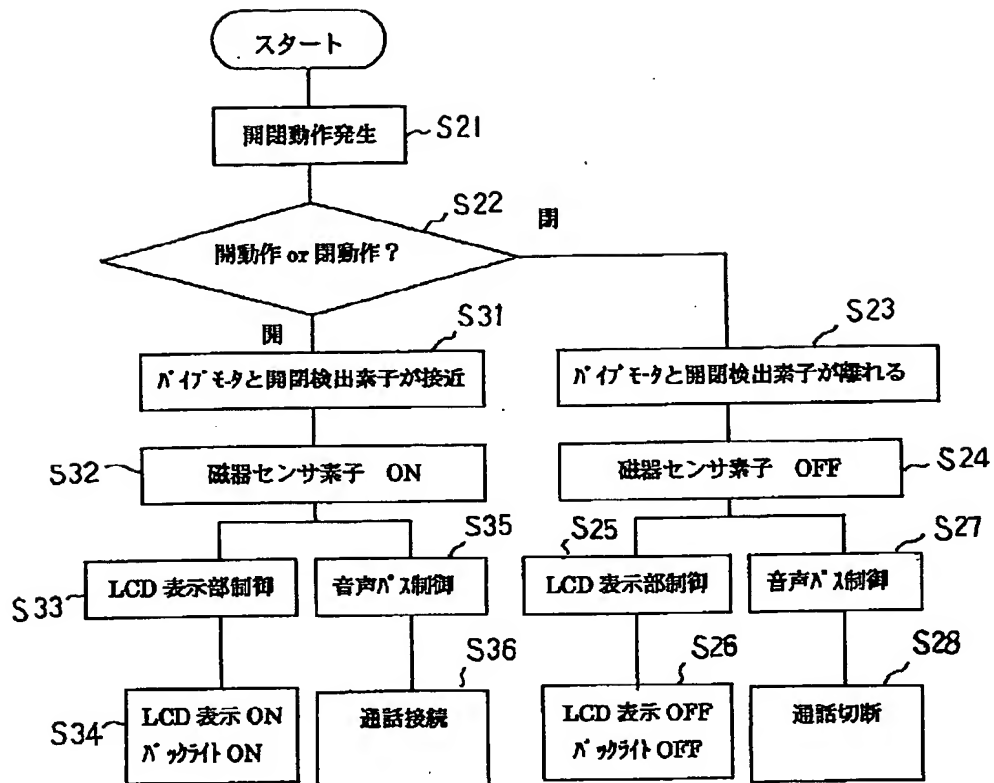 スタート
開閉動作発生
S21
S22
閉
開動作 or 閉動作？
開
S31
S23
ﾊﾞｲﾌﾞﾓｰﾀと開閉検出素子が接近
ﾊﾞｲﾌﾞﾓｰﾀと開閉検出素子が離れる
S32
磁器センサ素子 ON
磁器センサ素子 OFF
S24
S35
S25
S27
S33
LCD 表示部制御
音声ﾊﾟｽ制御
LCD 表示部制御
音声ﾊﾟｽ制御
S36
S26
S28
S34
LCD 表示 ON
ﾊﾞｯｸﾗｲﾄ ON
通話接続
LCD 表示 OFF
ﾊﾞｯｸﾗｲﾄ OFF
通話切断